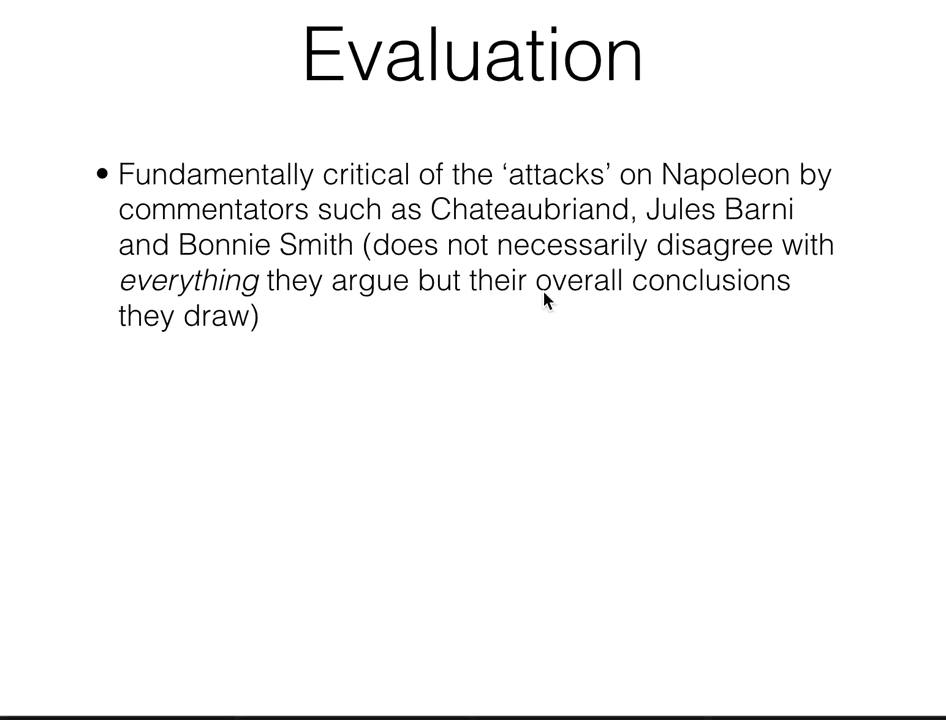 Evaluation
• Fundamentally critical of the ‘attacks’ on Napoleon by
commentators such as Chateaubriand, Jules Barni
and Bonnie Smith (does not necessarily disagree with
everything they argue but their overall conclusions
they draw)